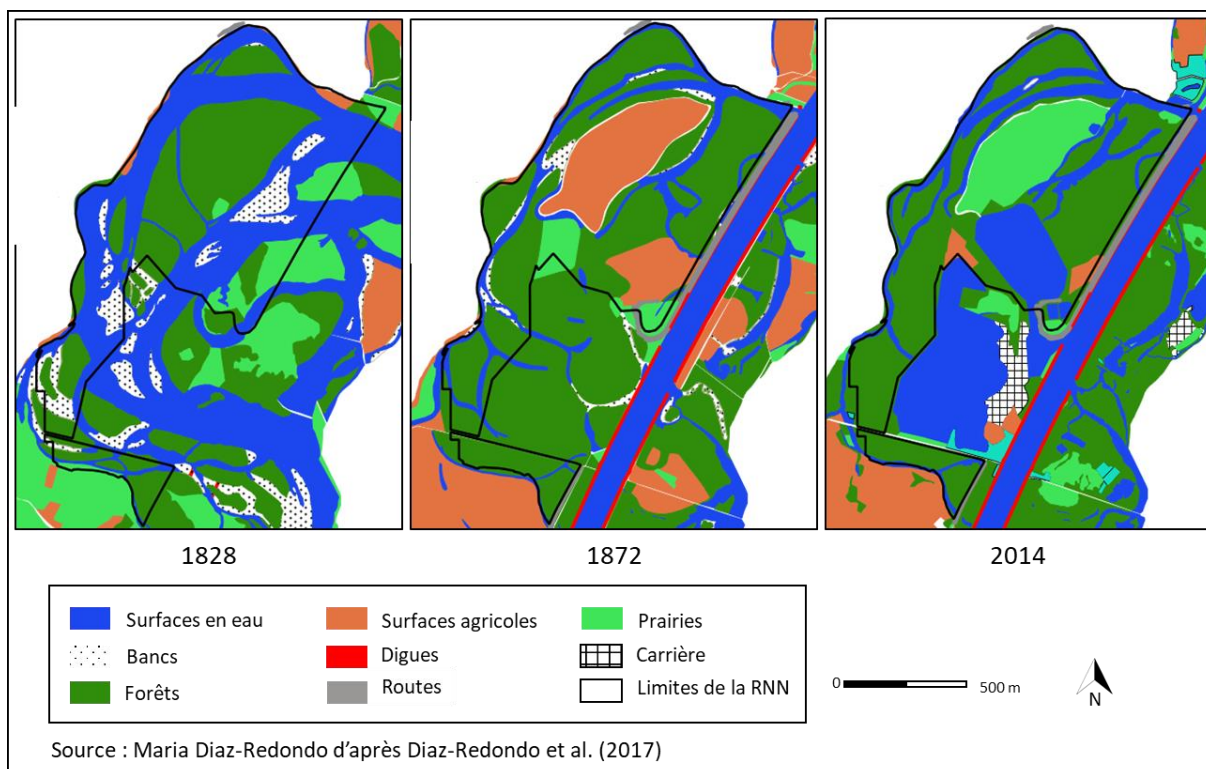 1828
1872
2014
Surfaces en eau
Surfaces agricoles
Prairies
Bancs
Digues
Carrière
Forêts
Routes
Limites de la RNN
0
500 m
N
Source : Maria Diaz-Redondo d’après Diaz-Redondo et al. (2017)